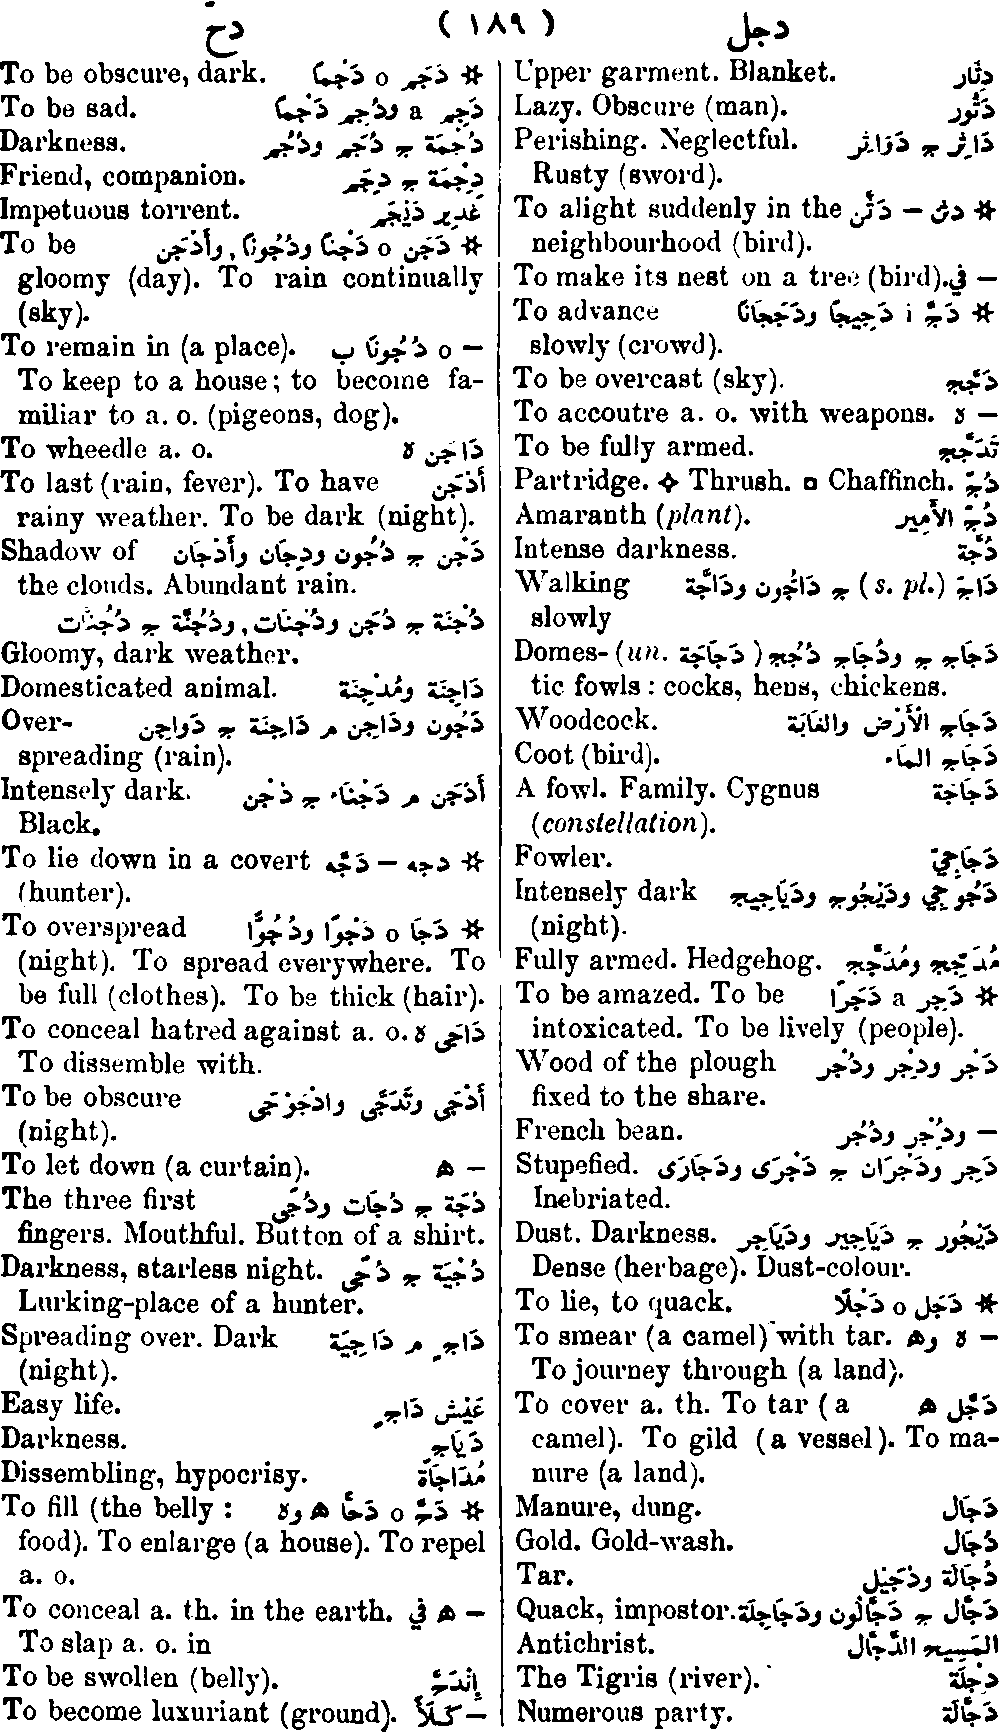 دحّ ( ١٨٩ ) دجل
Upper garment. Blanket. دِثَار
Lazy. Obscure (man). دَثُور
Perishing. Neglectful. دَاثِر ج دَوَاثِر
Rusty (sword).
To alight suddenly in the دثن – دَثَّن *
neighbourhood (bird).
To make its nest on a tree (bird). في –
To advance دَجَّ i دَجِيجًا ودَجَجَانًا *
slowly (crowd).
To be overcast (sky). دَجَّج
To accoutre a. o. with weapons. ه –
To be fully armed. تَدَجَّج
Partridge. ✧ Thrush. ▫ Chaffinch. دُجّ
Amaranth (plant). دُجّ الأَمِير
Intense darkness. دُجَّة
Walking دَاجّ (s. pl.) ج دَاجُّون ودَاجَّة
slowly
Domes- (un. دَجَاجَة) دَجَاج ودُجَاج ج دُجُج
tic fowls : cocks, hens, chickens.
Woodcock. دَجَاج الأَرْض والغَابَة
Coot (bird). دَجَاج المَاء
A fowl. Family. Cygnus دَجَاجَة
(constellation).
Fowler. دَجَاجِيّ
Intensely dark دَجُوجِيّ ودَيْجُوج ودَيَاجِيج
(night).
Fully armed. Hedgehog. مُدَجِّج ومُدَجَّج
To be amazed. To be دَجِر a دَجَرًا *
intoxicated. To be lively (people).
Wood of the plough دَجْر ودِجْر ودُجْر
fixed to the share.
French bean. – ودِجْر ودُجُر
Stupefied. دَجِر ودَجْرَان ج دَجْرَى ودَجَارَى
Inebriated.
Dust. Darkness. دَيْجُور ج دَيَاجِير ودَيَاجِر
Dense (herbage). Dust-colour.
To lie, to quack. دَجَل o دَجْلًا *
To smear (a camel) with tar. ه وه –
To journey through (a land).
To cover a. th. To tar (a دَجَّل ه
camel). To gild (a vessel). To ma-
nure (a land).
Manure, dung. دَجَال
Gold. Gold-wash. دُجَال
Tar. دُجَالَة ودُجَيْل
Quack, impostor. دَجَّال ج دَجَّالُون ودَجَاجِلَة
Antichrist. المَسِيح الدَّجَّال
The Tigris (river). دِجْلَة
Numerous party. دَجَّالَة
To be obscure, dark. دَجَم o دَجْمًا *
To be sad. دَجِم a ودُجِم دَجْمًا
Darkness. دُجْمَة ج دُجَم ودُجُم
Friend, companion. دِجْمَة ج دِجَم
Impetuous torrent. غَدِير دَيْجَم
To be دَجَن o دَجْنًا ودُجُونًا, وأَدْجَن *
gloomy (day). To rain continually
(sky).
To remain in (a place). – o دُجُونًا ب
To keep to a house; to become fa-
miliar to a. o. (pigeons, dog).
To wheedle a. o. دَاجَن ه
To last (rain, fever). To have أَدْجَن
rainy weather. To be dark (night).
Shadow of دَجْن ج دُجُون ودِجَان وأَدْجَان
the clouds. Abundant rain.
دُجْنَة ج دُجَن ودُجْنَات, ودُجُنَّة ج دُجُنَّات
Gloomy, dark weather.
Domesticated animal. دَاجِنَة ومُدْجِنَة
Over- دَجُون ودَاجِن م دَاجِنَة ج دَوَاجِن
spreading (rain).
Intensely dark. أَدْجَن م دَجْنَاء ج دُجْن
Black.
To lie down in a covert دجه – دَجَّه *
(hunter).
To overspread دَجَا o دَجْوًا ودُجُوًّا *
(night). To spread everywhere. To
be full (clothes). To be thick (hair).
To conceal hatred against a. o. دَاجَى ه
To dissemble with.
To be obscure أَدْجَى وتَدَجَّى وادْجَوْجَى
(night).
To let down (a curtain). ه –
The three first دُجَة ج دُجَات ودُجًى
fingers. Mouthful. Button of a shirt.
Darkness, starless night. دُجْيَة ج دُجًى
Lurking-place of a hunter.
Spreading over. Dark دَاجٍ م دَاجِيَة
(night).
Easy life. عَيْش دَاجٍ
Darkness. دَيَاجٍ
Dissembling, hypocrisy. مُدَاجَاة
To fill (the belly : دَحَّ o دَحًّا ه وه *
food). To enlarge (a house). To repel
a. o.
To conceal a. th. in the earth. ه في –
To slap a. o. in
To be swollen (belly). إِنْدَحَّ
To become luxuriant (ground). – كَلَأً